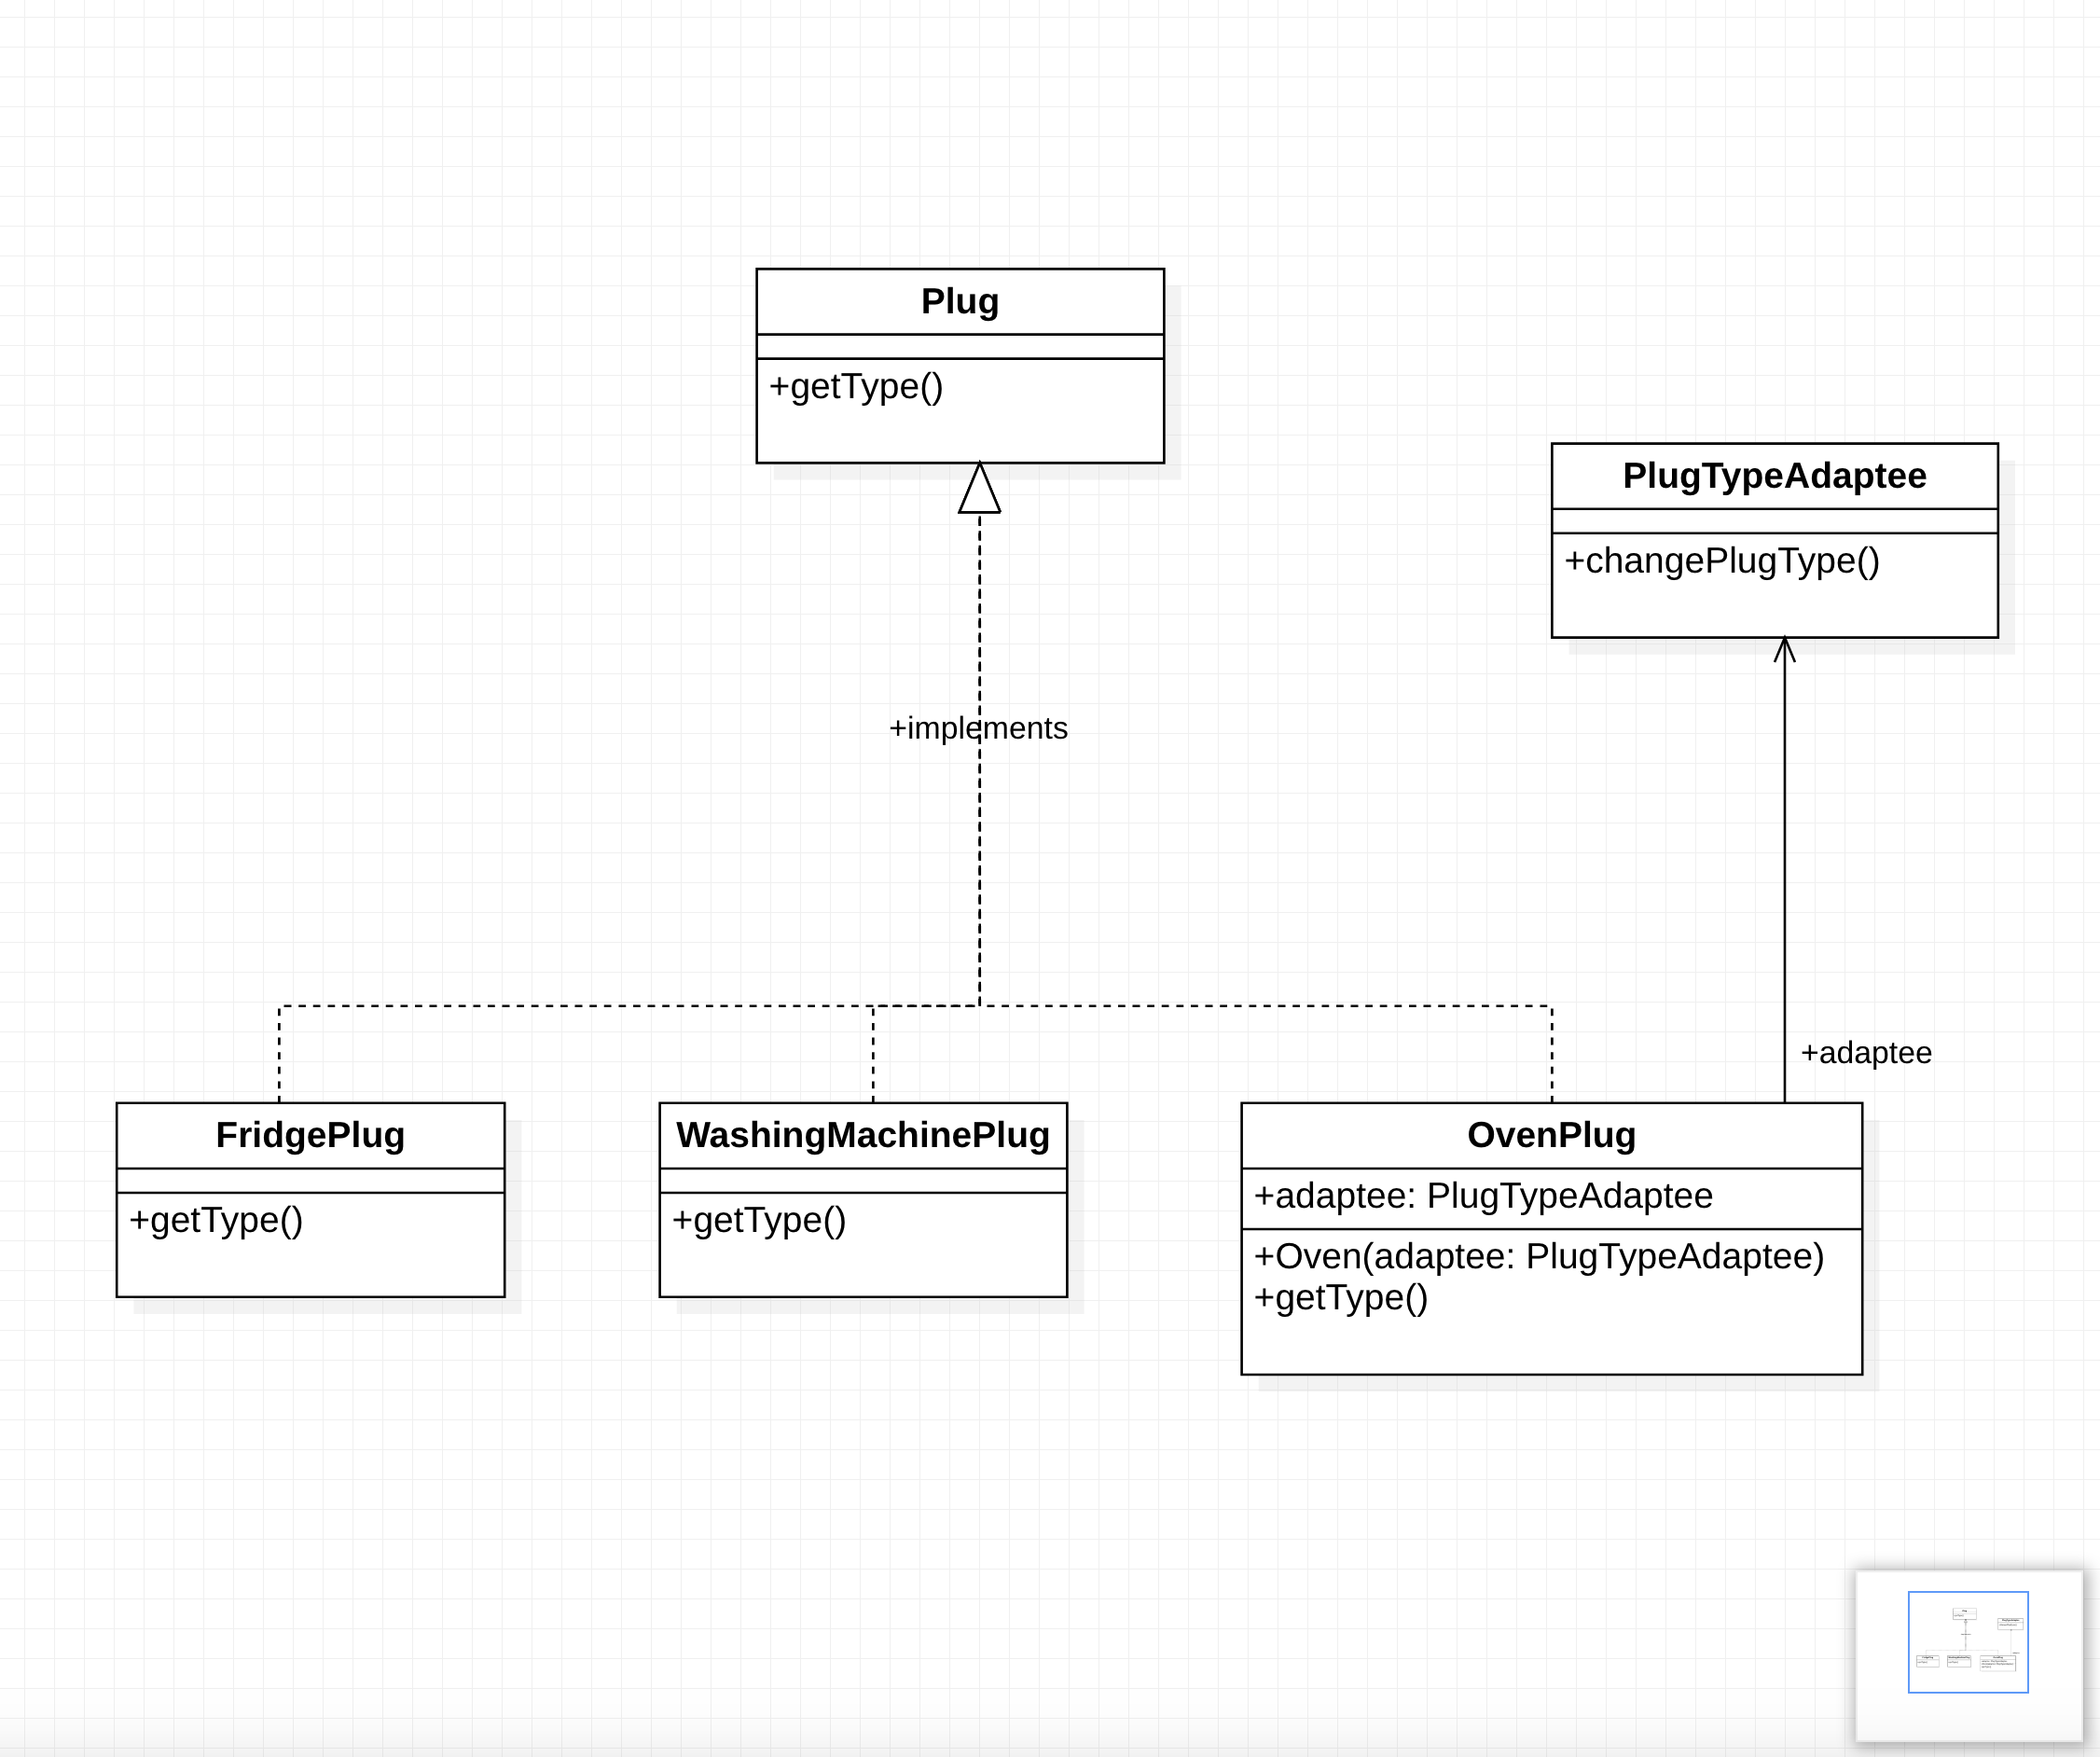 Plug
+getType()
PlugTypeAdaptee
+changePlugType()
+implements
+adaptee
FridgePlug
+getType()
WashingMachinePlug
+getType()
OvenPlug
+adaptee: PlugTypeAdaptee
+Oven(adaptee: PlugTypeAdaptee)
+getType()